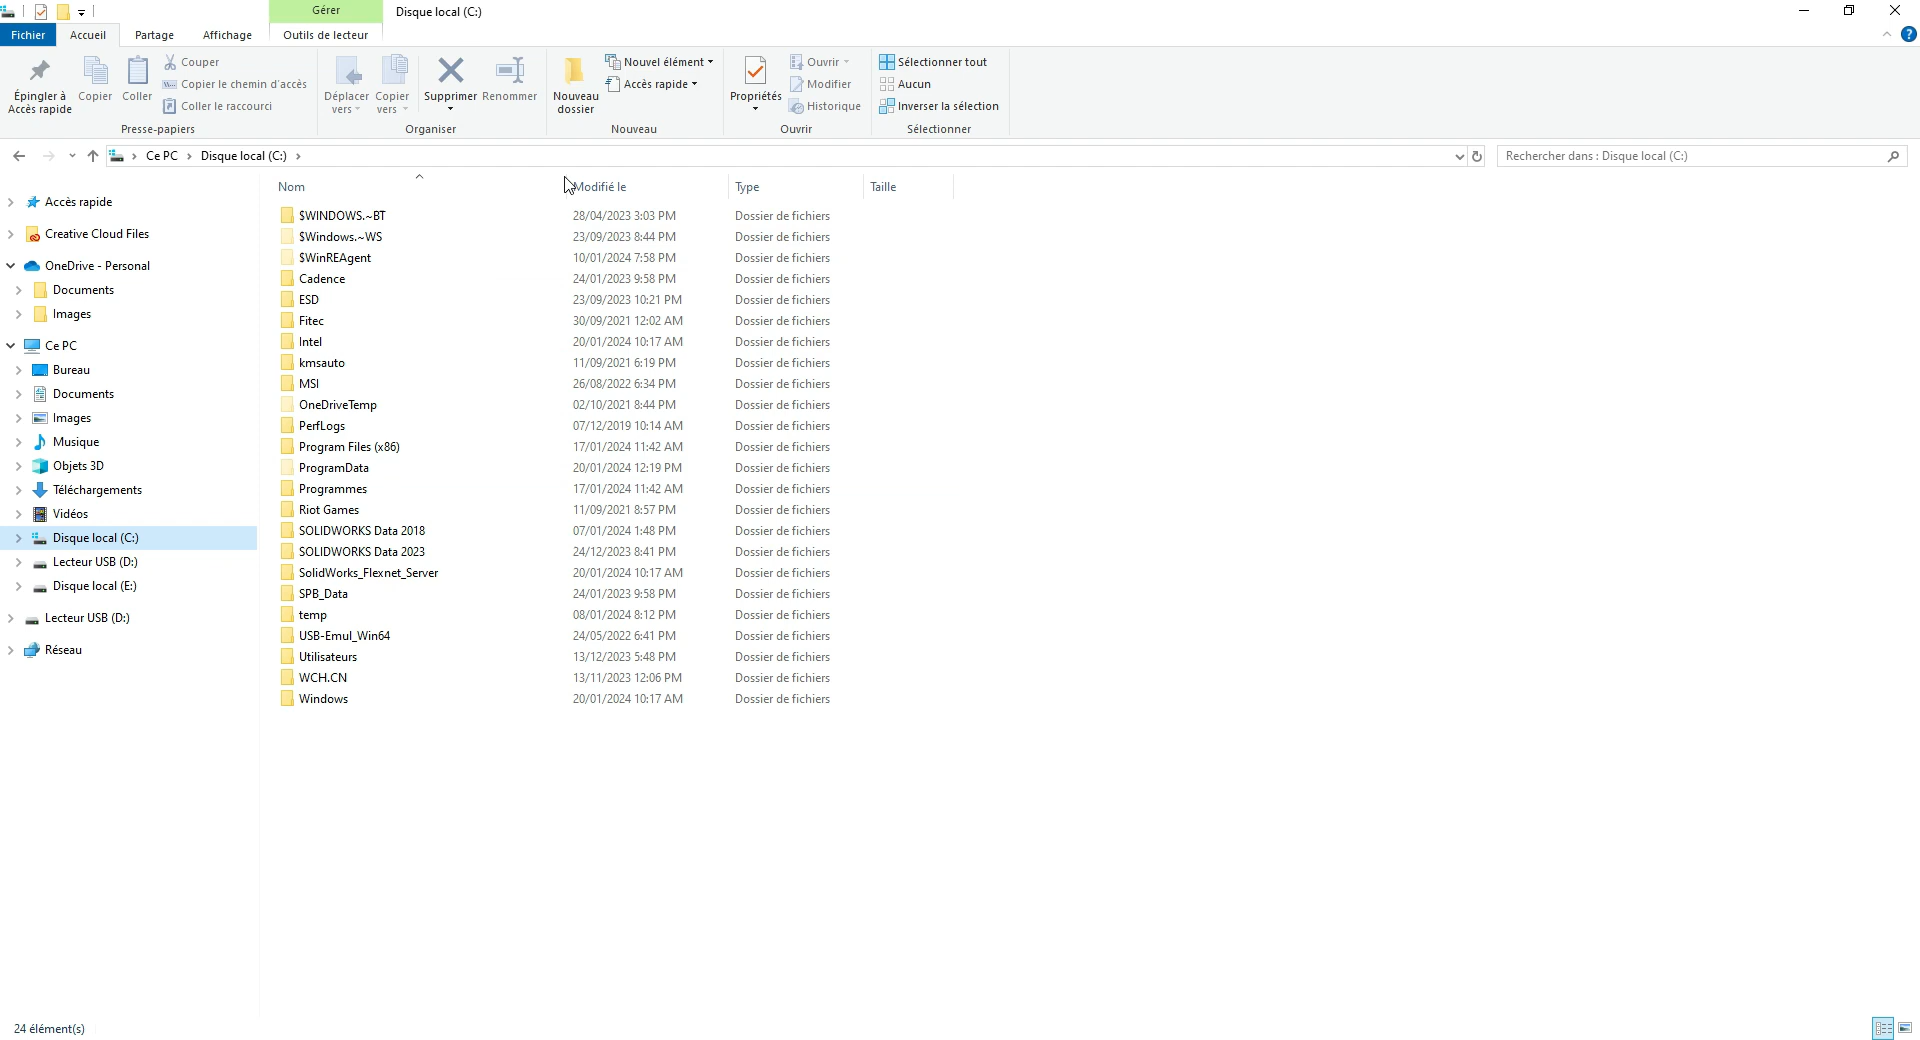 Gérer
Disque local (C:)
Fichier Accueil Partage Affichage Outils de lecteur
Épingler à Accès rapide
Copier
Coller
Couper
Copier le chemin d'accès
Coller le raccourci
Presse-papiers
Déplacer vers
Copier vers
Supprimer
Renommer
Organiser
Nouveau dossier
Nouvel élément
Accès rapide
Nouveau
Propriétés
Ouvrir
Modifier
Historique
Ouvrir
Sélectionner tout
Aucun
Inverser la sélection
Sélectionner
Ce PC > Disque local (C:) >
Rechercher dans : Disque local (C:)
Accès rapide
Creative Cloud Files
OneDrive - Personal
Documents
Images
Ce PC
Bureau
Documents
Images
Musique
Objets 3D
Téléchargements
Vidéos
Disque local (C:)
Lecteur USB (D:)
Disque local (E:)
Lecteur USB (D:)
Réseau
Nom Modifié le Type Taille
$WINDOWS.~BT 28/04/2023 3:03 PM Dossier de fichiers
$Windows.~WS 23/09/2023 8:44 PM Dossier de fichiers
$WinREAgent 10/01/2024 7:58 PM Dossier de fichiers
Cadence 24/01/2023 9:58 PM Dossier de fichiers
ESD 23/09/2023 10:21 PM Dossier de fichiers
Fitec 30/09/2021 12:02 AM Dossier de fichiers
Intel 20/01/2024 10:17 AM Dossier de fichiers
kmsauto 11/09/2021 6:19 PM Dossier de fichiers
MSI 26/08/2022 6:34 PM Dossier de fichiers
OneDriveTemp 02/10/2021 8:44 PM Dossier de fichiers
PerfLogs 07/12/2019 10:14 AM Dossier de fichiers
Program Files (x86) 17/01/2024 11:42 AM Dossier de fichiers
ProgramData 20/01/2024 12:19 PM Dossier de fichiers
Programmes 17/01/2024 11:42 AM Dossier de fichiers
Riot Games 11/09/2021 8:57 PM Dossier de fichiers
SOLIDWORKS Data 2018 07/01/2024 1:48 PM Dossier de fichiers
SOLIDWORKS Data 2023 24/12/2023 8:41 PM Dossier de fichiers
SolidWorks_Flexnet_Server 20/01/2024 10:17 AM Dossier de fichiers
SPB_Data 24/01/2023 9:58 PM Dossier de fichiers
temp 08/01/2024 8:12 PM Dossier de fichiers
USB-Emul_Win64 24/05/2022 6:41 PM Dossier de fichiers
Utilisateurs 13/12/2023 5:48 PM Dossier de fichiers
WCH.CN 13/11/2023 12:06 PM Dossier de fichiers
Windows 20/01/2024 10:17 AM Dossier de fichiers
24 élément(s)